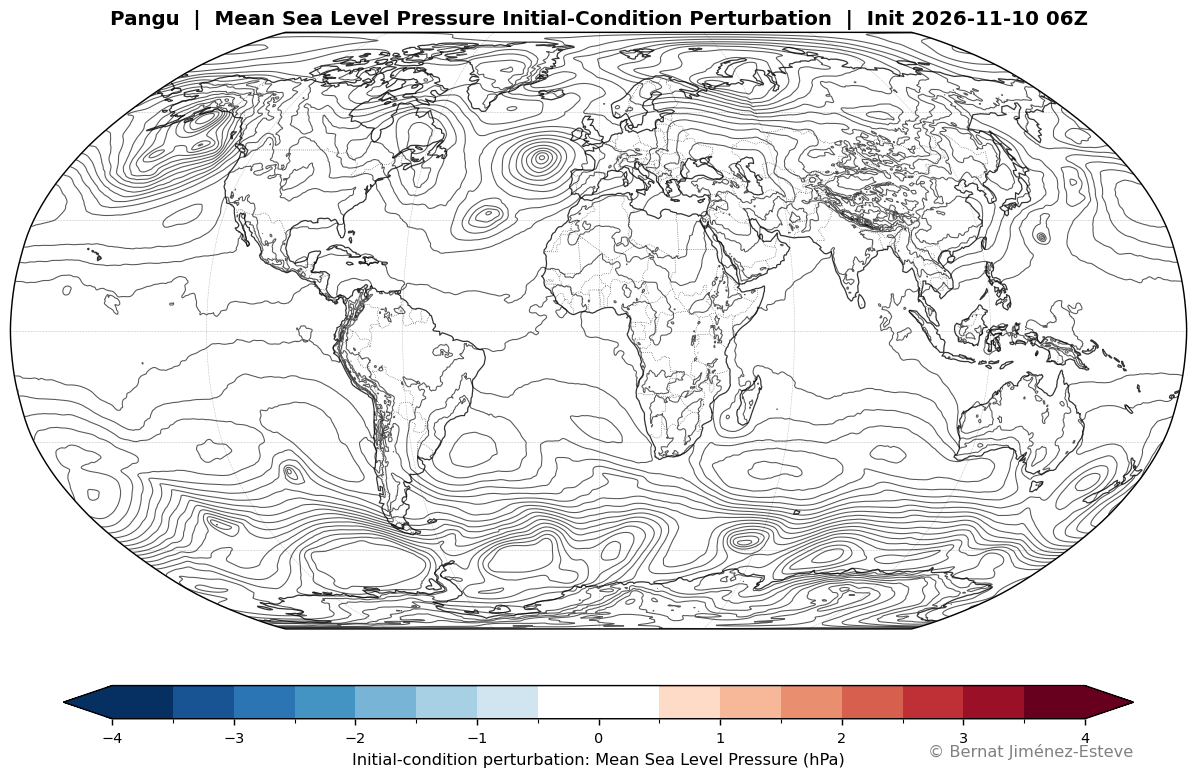 Pangu | Mean Sea Level Pressure Initial-Condition Perturbation | Init 2026-11-10 06Z
−4 −3 −2 −1 0 1 2 3 4
Initial-condition perturbation: Mean Sea Level Pressure (hPa)
© Bernat Jiménez-Esteve